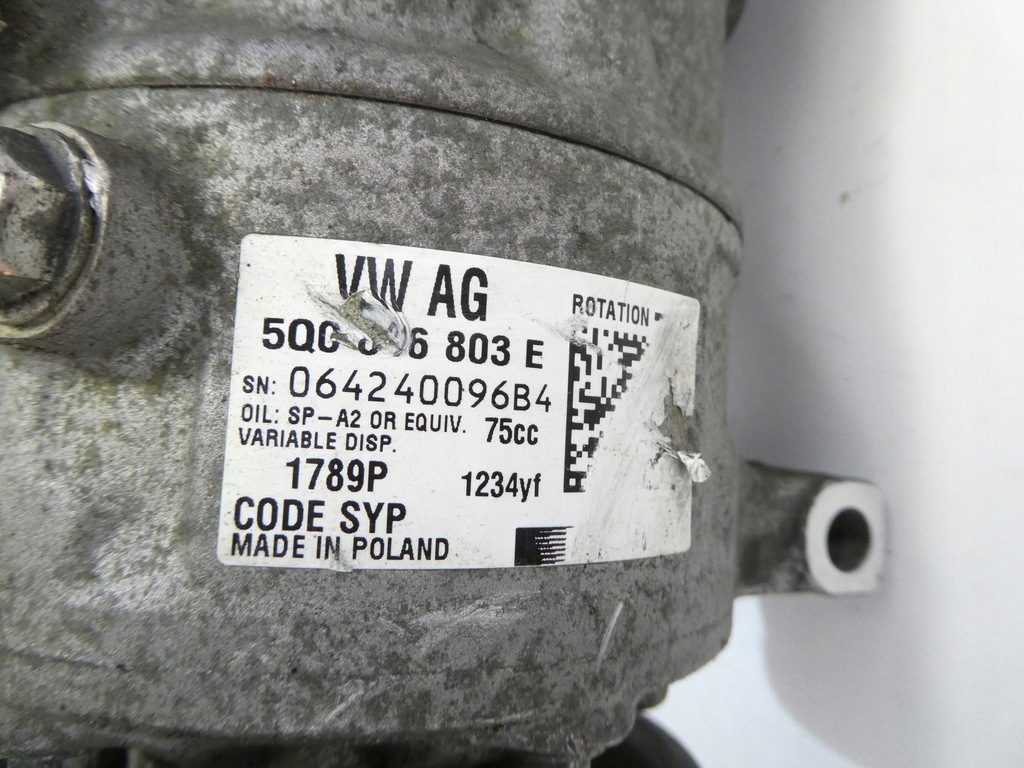 VW AG
ROTATION
803 E
SN: 064240096B4
OIL: SP-A2 OR EQUIV. 75cc
VARIABLE DISP.
1789P 1234yf
CODE SYP
MADE IN POLAND